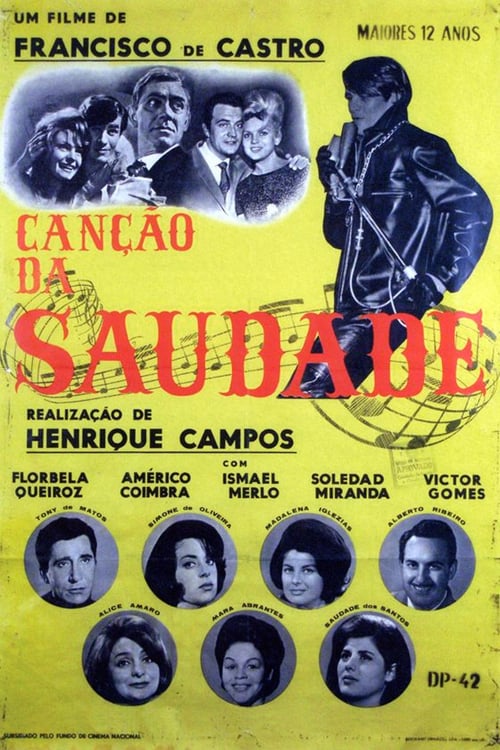 UM FILME DE
FRANCISCO DE CASTRO
MAIORES 12 ANOS
CANÇÃO
DA
SAUDADE
REALIZAÇÃO DE
HENRIQUE CAMPOS
COM
FLORBELA QUEIROZ
AMÉRICO COIMBRA
ISMAEL MERLO
SOLEDAD MIRANDA
VICTOR GOMES
TONY de MATOS
SIMONE de OLIVEIRA
MADALENA IGLÉZIAS
ALBERTO RIBEIRO
ALICE AMARO
MARA ABRANTES
SAUDADE dos SANTOS
DP-42
SUBSIDIADO PELO FUNDO DE CINEMA NACIONAL